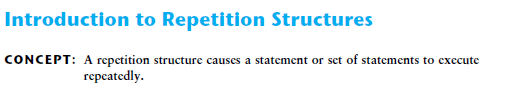 Introduction to Repetition Structures
CONCEPT: A repetition structure causes a statement or set of statements to execute
repeatedly.